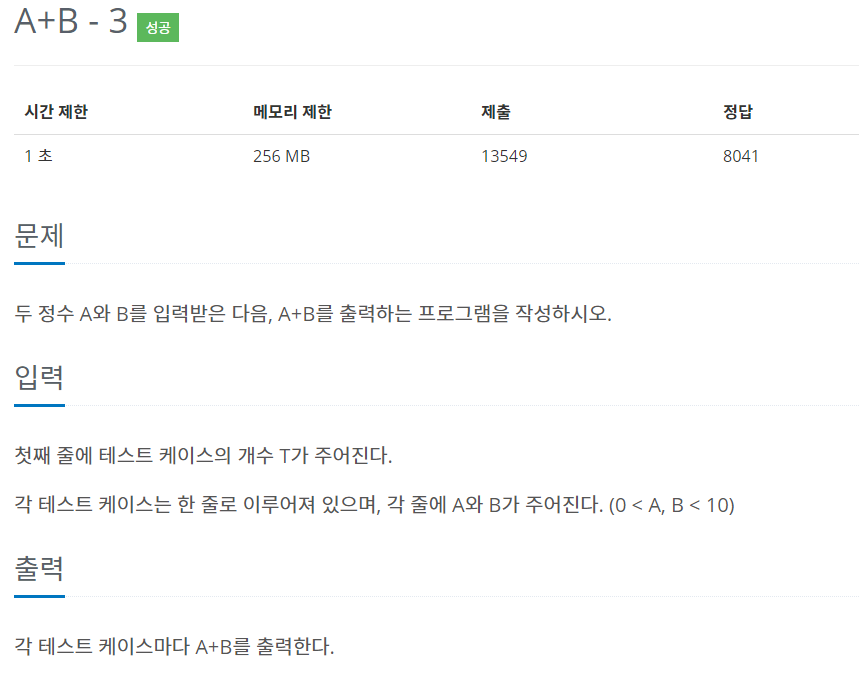 A+B - 3 성공
시간 제한 메모리 제한 제출 정답
1 초 256 MB 13549 8041
문제
두 정수 A와 B를 입력받은 다음, A+B를 출력하는 프로그램을 작성하시오.
입력
첫째 줄에 테스트 케이스의 개수 T가 주어진다.
각 테스트 케이스는 한 줄로 이루어져 있으며, 각 줄에 A와 B가 주어진다. (0 < A, B < 10)
출력
각 테스트 케이스마다 A+B를 출력한다.